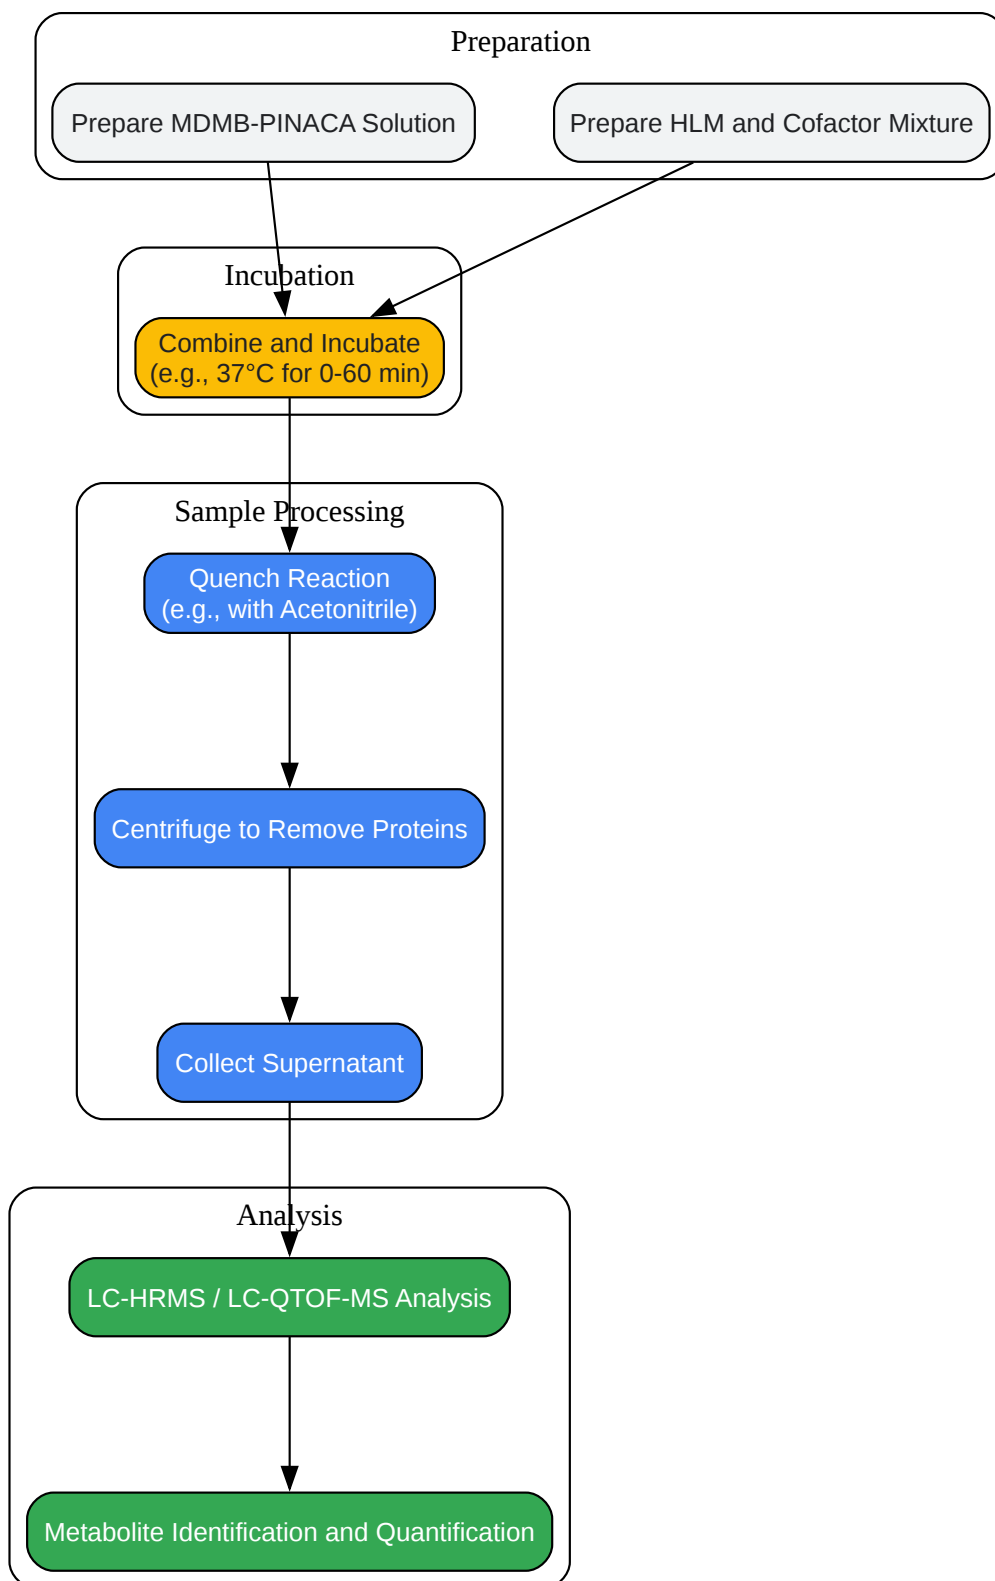 Preparation
Prepare MDMB-PINACA Solution
Prepare HLM and Cofactor Mixture
Incubation
Combine and Incubate
(e.g., 37°C for 0-60 min)
Sample Processing
Quench Reaction
(e.g., with Acetonitrile)
Centrifuge to Remove Proteins
Collect Supernatant
Analysis
LC-HRMS / LC-QTOF-MS Analysis
Metabolite Identification and Quantification